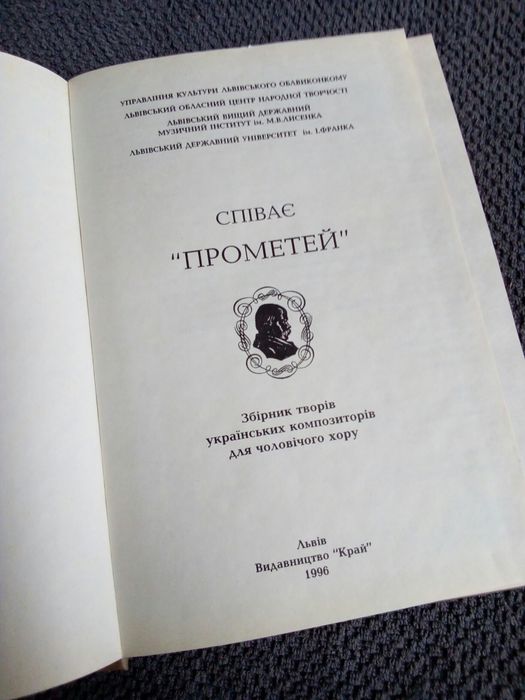 УПРАВЛІННЯ КУЛЬТУРИ ЛЬВІВСЬКОГО ОБЛВИКОНКОМУ
ЛЬВІВСЬКИЙ ОБЛАСНИЙ ЦЕНТР НАРОДНОЇ ТВОРЧОСТІ
ЛЬВІВСЬКИЙ ВИЩИЙ ДЕРЖАВНИЙ
МУЗИЧНИЙ ІНСТИТУТ ім. М.В.ЛИСЕНКА
ЛЬВІВСЬКИЙ ДЕРЖАВНИЙ УНІВЕРСИТЕТ ім. І.ФРАНКА
СПІВАЄ
"ПРОМЕТЕЙ"
Збірник творів
українських композиторів
для чоловічого хору
Львів
Видавництво "Край"
1996